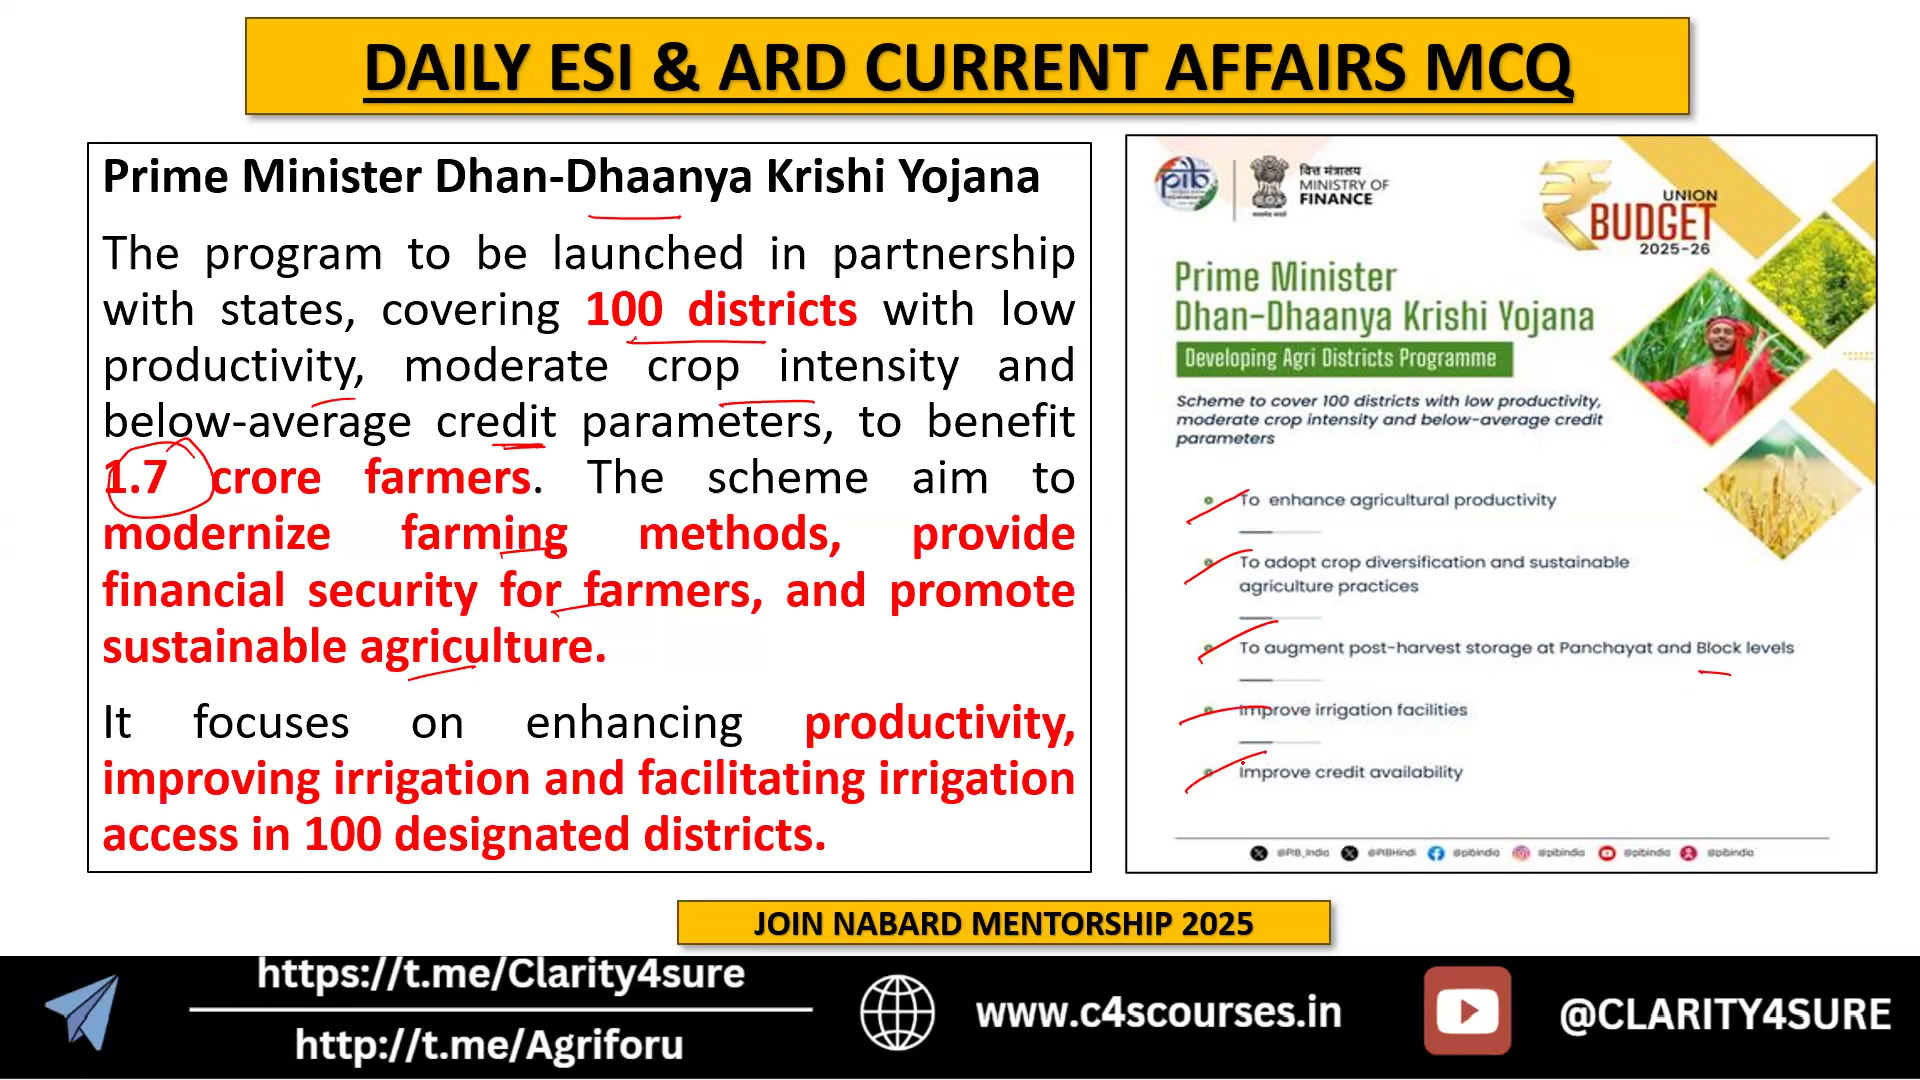 DAILY ESI & ARD CURRENT AFFAIRS MCQ
Prime Minister Dhan-Dhaanya Krishi Yojana
The program to be launched in partnership
with states, covering 100 districts with low
productivity, moderate crop intensity and
below-average credit parameters, to benefit
1.7 crore farmers. The scheme aim to
modernize farming methods, provide
financial security for farmers, and promote
sustainable agriculture.
It focuses on enhancing productivity,
improving irrigation and facilitating irrigation
access in 100 designated districts.
pib
वित्त मंत्रालय
MINISTRY OF
FINANCE
UNION
BUDGET
2025-26
Prime Minister
Dhan-Dhaanya Krishi Yojana
Developing Agri Districts Programme
Scheme to cover 100 districts with low productivity,
moderate crop intensity and below-average credit
parameters
To enhance agricultural productivity
To adopt crop diversification and sustainable
agriculture practices
To augment post-harvest storage at Panchayat and Block levels
Improve irrigation facilities
Improve credit availability
@PIB_India @PIBHindi @pibindia @pibindia @pibindia @pibindia
JOIN NABARD MENTORSHIP 2025
https://t.me/Clarity4sure
http://t.me/Agriforu
www.c4scourses.in
@CLARITY4SURE